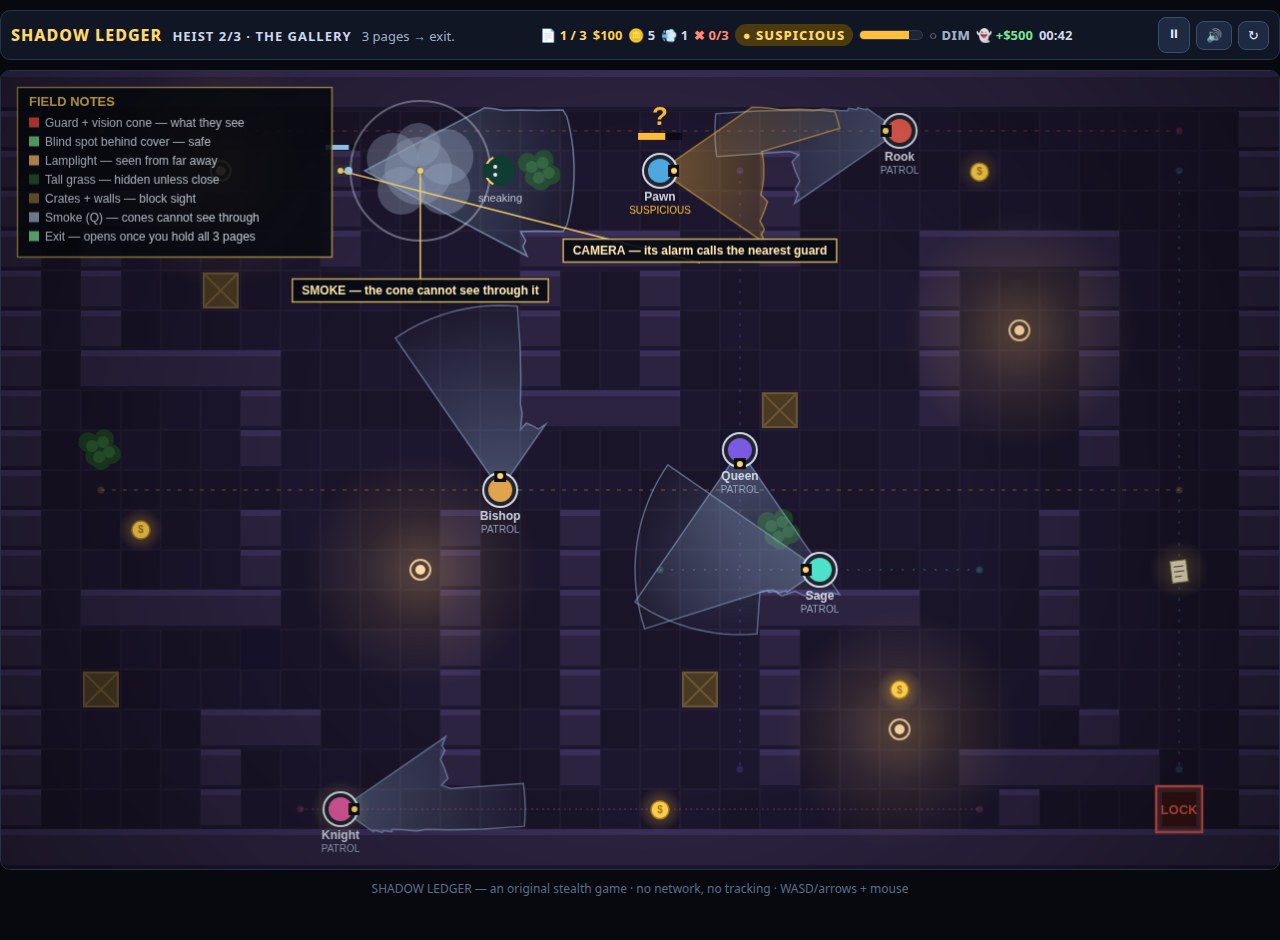 SHADOW LEDGER HEIST 2/3 · THE GALLERY 3 pages → exit. 1 / 3 $100 5 1 ✖ 0/3 ● SUSPICIOUS ○ DIM +$500 00:42
FIELD NOTES
Guard + vision cone — what they see
Blind spot behind cover — safe
Lamplight — seen from far away
Tall grass — hidden unless close
Crates + walls — block sight
Smoke (Q) — cones cannot see through
Exit — opens once you hold all 3 pages
?
sneaking
Pawn
SUSPICIOUS
Rook
PATROL
$
CAMERA — its alarm calls the nearest guard
SMOKE — the cone cannot see through it
Queen
PATROL
Bishop
PATROL
$
Sage
PATROL
$
Knight
PATROL
$
LOCK
SHADOW LEDGER — an original stealth game · no network, no tracking · WASD/arrows + mouse